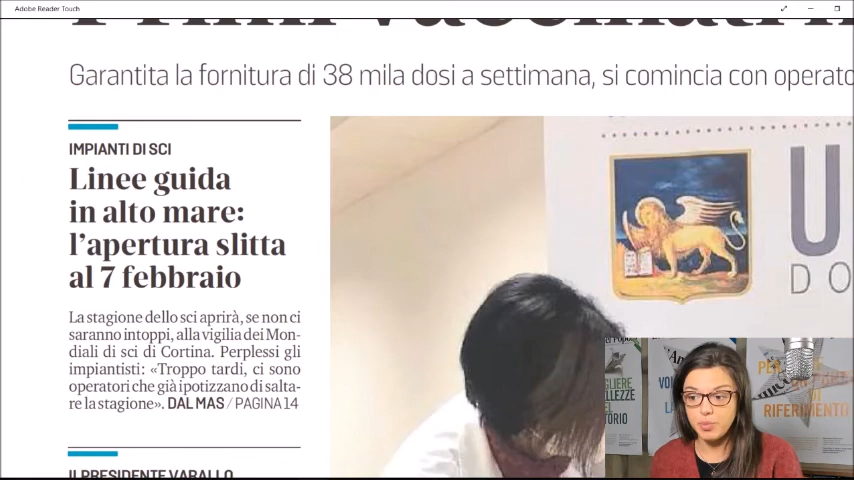 Adobe Reader Touch
Garantita la fornitura di 38 mila dosi a settimana, si comincia con operato
IMPIANTI DI SCI
Linee guida
in alto mare:
l'apertura slitta
al 7 febbraio
La stagione dello sci aprirà, se non ci
saranno intoppi, alla vigilia dei Mon-
diali di sci di Cortina. Perplessi gli
impiantisti: «Troppo tardi, ci sono
operatori che già ipotizzano di salta-
re la stagione». DAL MAS / PAGINA 14
IL PRESIDENTE VARALLO
U
DO
RIFERIMENTO